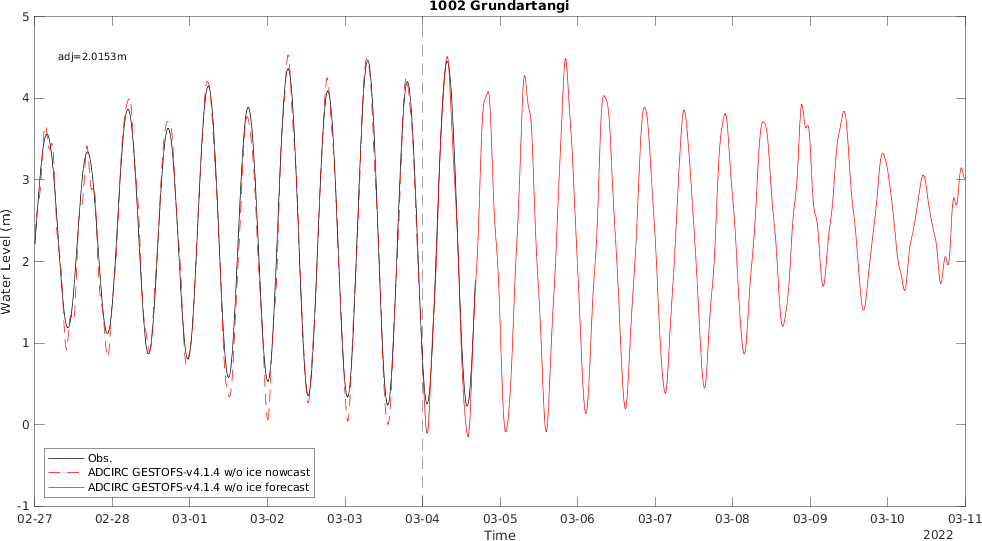 1002 Grundartangi
5
adj=2.0153m
4
3
2
1
0
-1
Water Level (m)
Obs.
ADCIRC GESTOFS-v4.1.4 w/o ice nowcast
ADCIRC GESTOFS-v4.1.4 w/o ice forecast
02-27 02-28 03-01 03-02 03-03 03-04 03-05 03-06 03-07 03-08 03-09 03-10 03-11
Time
2022